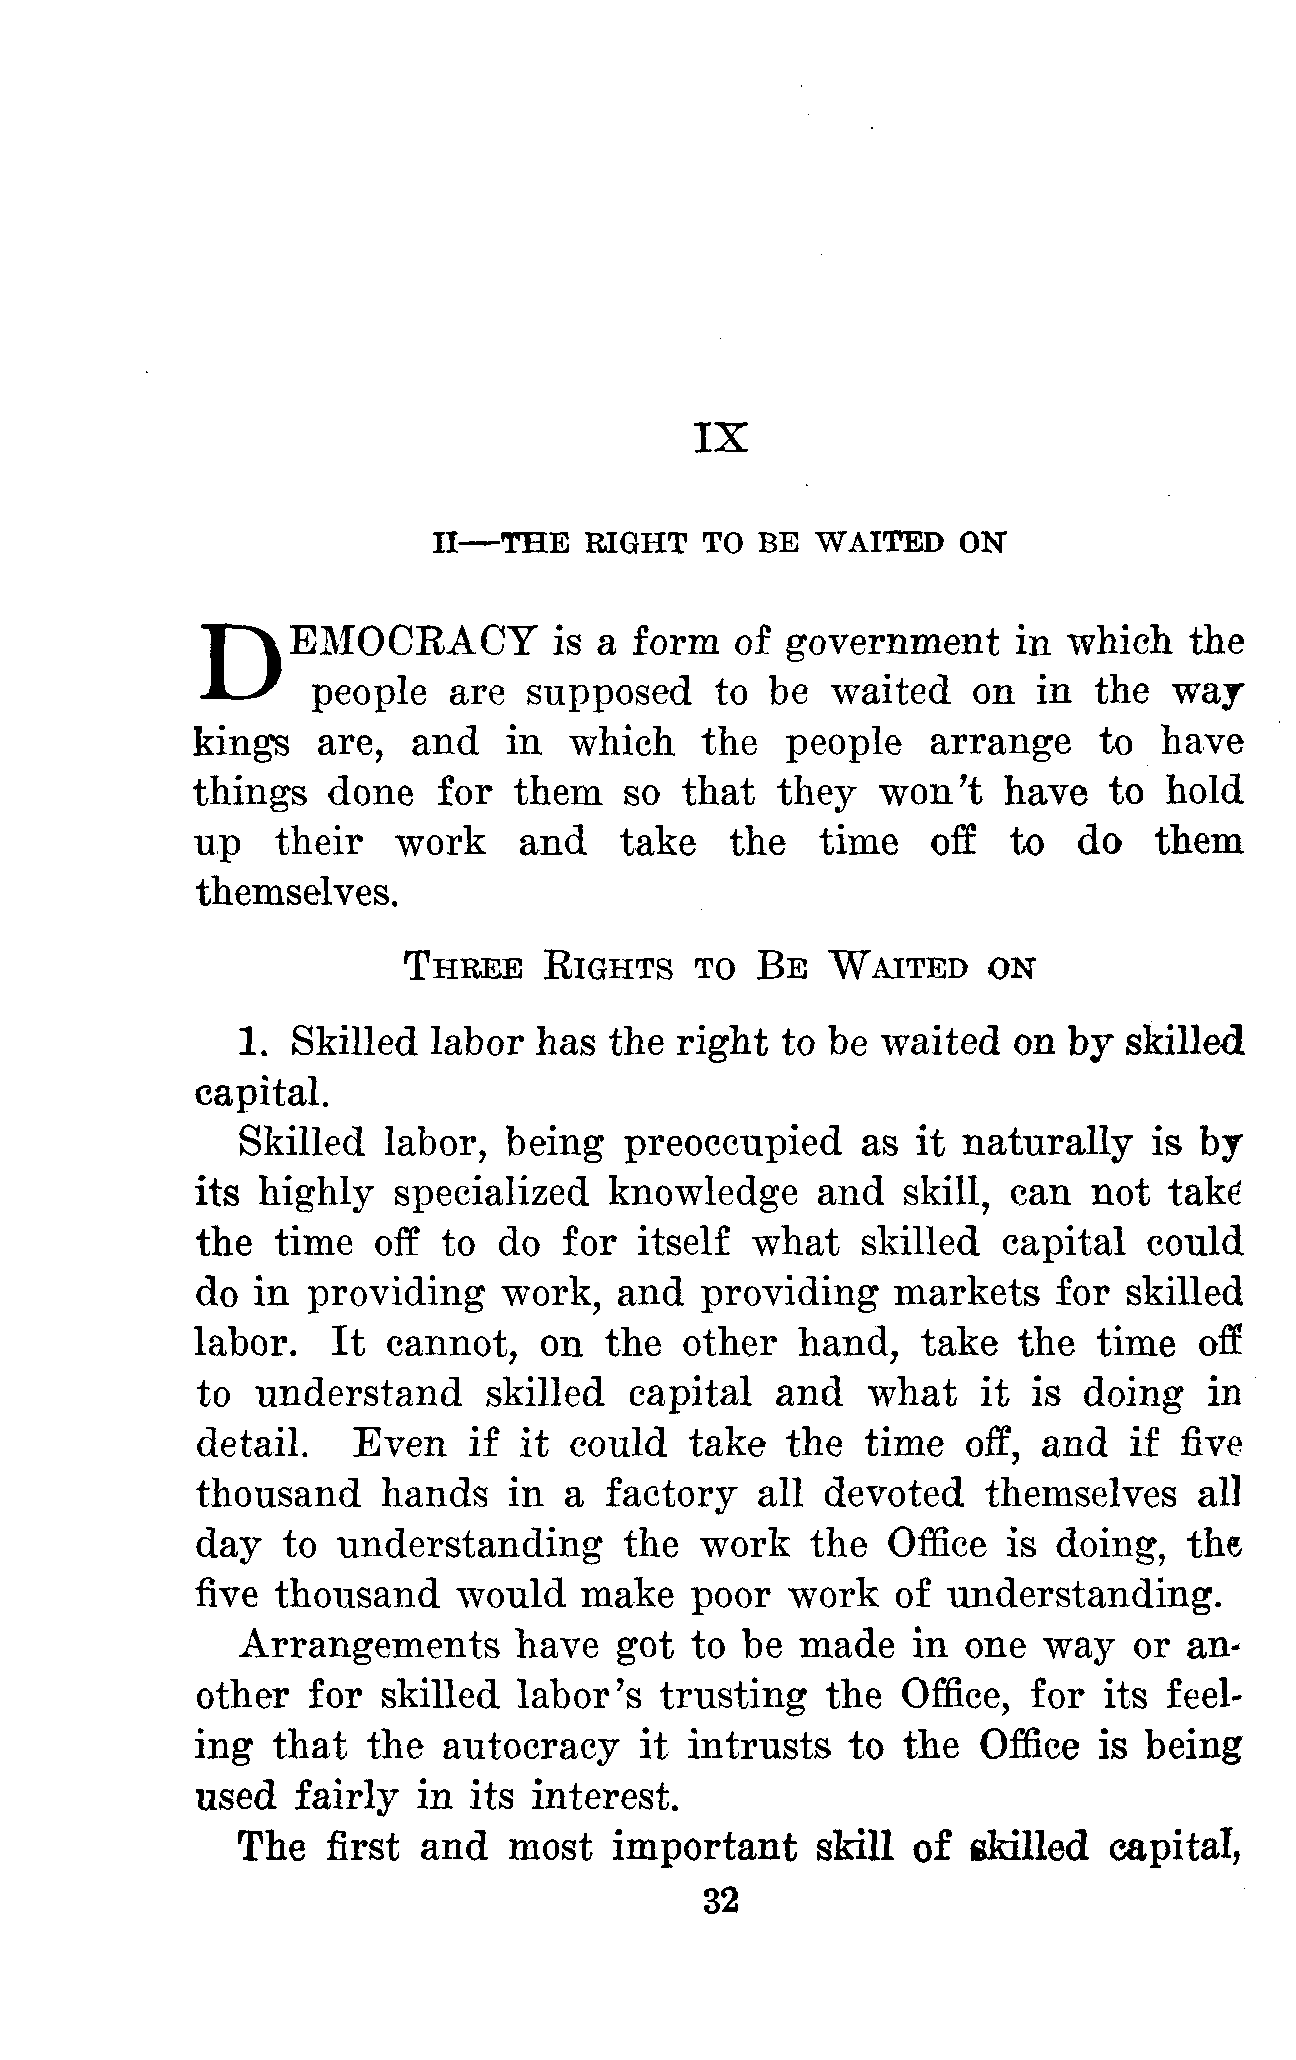 IX
II—THE RIGHT TO BE WAITED ON
DEMOCRACY is a form of government in which the
people are supposed to be waited on in the way
kings are, and in which the people arrange to have
things done for them so that they won't have to hold
up their work and take the time off to do them
themselves.
THREE RIGHTS TO BE WAITED ON
1. Skilled labor has the right to be waited on by skilled
capital.
Skilled labor, being preoccupied as it naturally is by
its highly specialized knowledge and skill, can not take
the time off to do for itself what skilled capital could
do in providing work, and providing markets for skilled
labor. It cannot, on the other hand, take the time off
to understand skilled capital and what it is doing in
detail. Even if it could take the time off, and if five
thousand hands in a factory all devoted themselves all
day to understanding the work the Office is doing, the
five thousand would make poor work of understanding.
Arrangements have got to be made in one way or an-
other for skilled labor's trusting the Office, for its feel-
ing that the autocracy it intrusts to the Office is being
used fairly in its interest.
The first and most important skill of skilled capital,
32